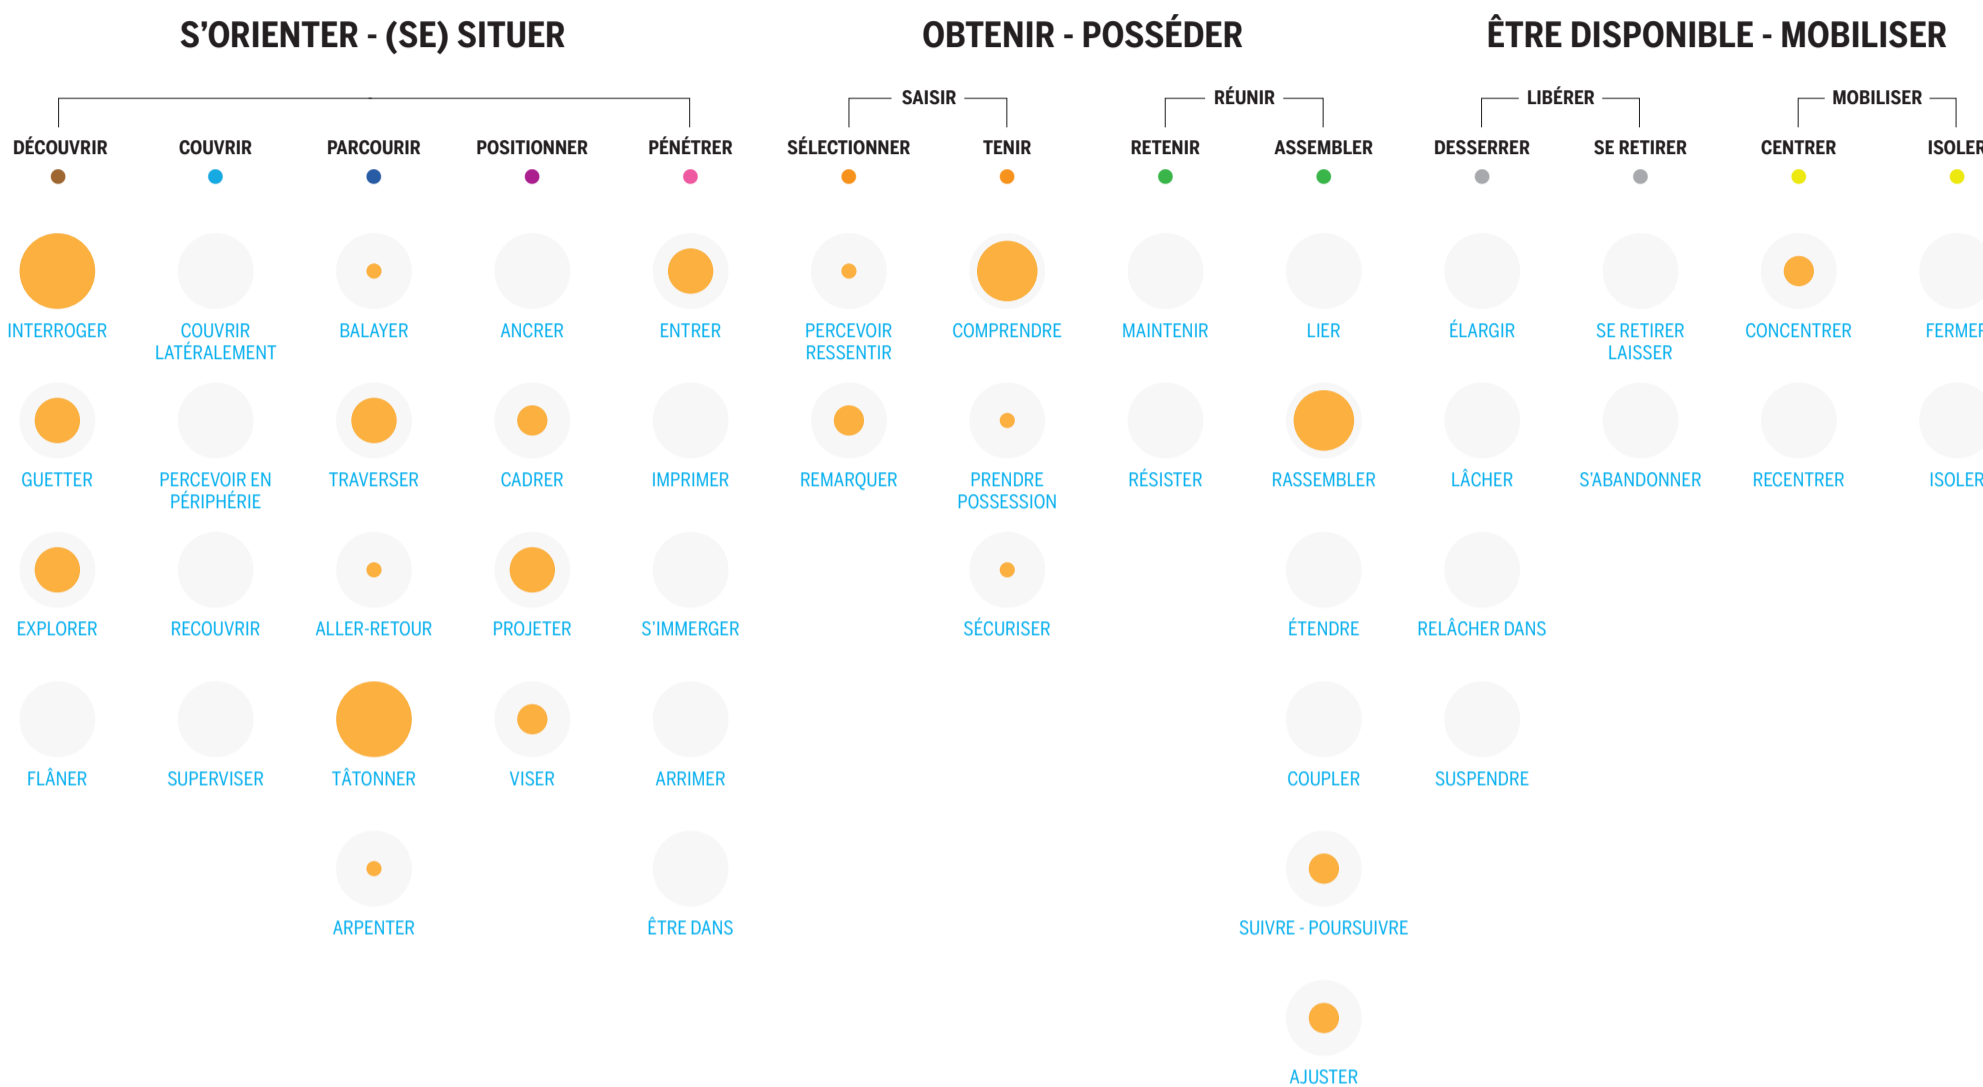 S'ORIENTER - (SE) SITUER
OBTENIR - POSSÉDER
ÊTRE DISPONIBLE - MOBILISER
SAISIR
RÉUNIR
LIBÉRER
MOBILISER
DÉCOUVRIR
COUVRIR
PARCOURIR
POSITIONNER
PÉNÉTRER
SÉLECTIONNER
TENIR
RETENIR
ASSEMBLER
DESSERRER
SE RETIRER
CENTRER
ISOLER
INTERROGER
COUVRIR
LATÉRALEMENT
BALAYER
ANCRER
ENTRER
PERCEVOIR
RESSENTIR
COMPRENDRE
MAINTENIR
LIER
ÉLARGIR
SE RETIRER
LAISSER
CONCENTRER
FERMER
GUETTER
PERCEVOIR EN
PÉRIPHÉRIE
TRAVERSER
CADRER
IMPRIMER
REMARQUER
PRENDRE
POSSESSION
RÉSISTER
RASSEMBLER
LÂCHER
S'ABANDONNER
RECENTRER
ISOLER
EXPLORER
RECOUVRIR
ALLER-RETOUR
PROJETER
S'IMMERGER
SÉCURISER
ÉTENDRE
RELÂCHER DANS
FLÂNER
SUPERVISER
TÂTONNER
VISER
ARRIMER
COUPLER
SUSPENDRE
ARPENTER
ÊTRE DANS
SUIVRE - POURSUIVRE
AJUSTER